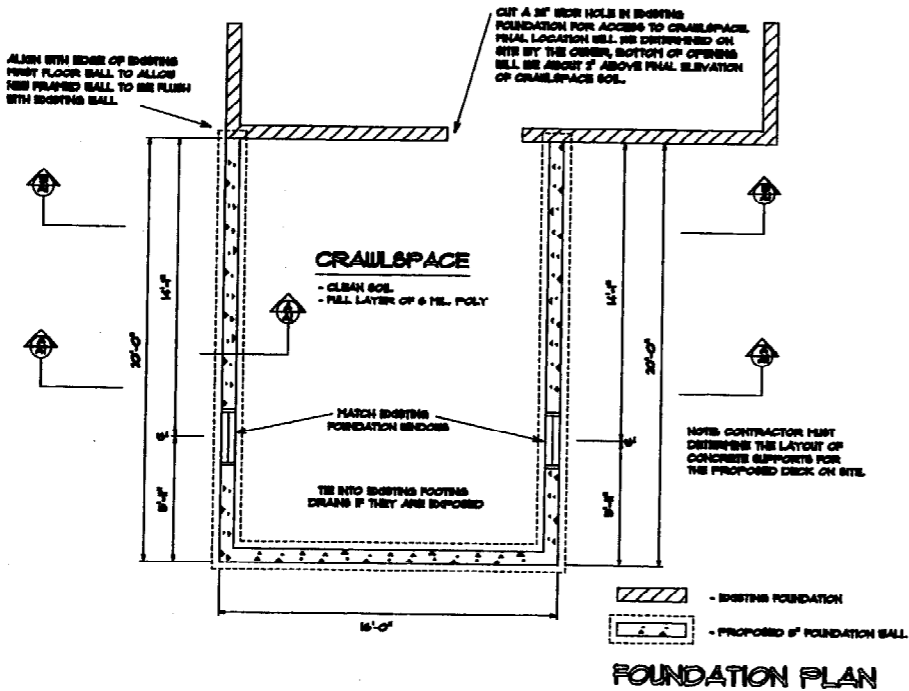 CUT A 32" WIDE HOLE IN EXISTING
FOUNDATION FOR ACCESS TO CRAWLSPACE.
FINAL LOCATION WILL BE DETERMINED ON
SITE BY THE OWNER, BOTTOM OF OPENING
WILL BE ABOUT 2" ABOVE FINAL ELEVATION
OF CRAWLSPACE SOIL.
ALIGN WITH EDGE OF EXISTING
FIRST FLOOR WALL TO ALLOW
NEW FRAMED WALL TO BE FLUSH
WITH EXISTING WALL
CRAWLSPACE
- CLEAN SOIL
- FULL LAYER OF 6 MIL. POLY
20'-0"
20'-0"
MATCH EXISTING
FOUNDATION WINDOWS
NOTE: CONTRACTOR MUST
DETERMINE THE LAYOUT OF
CONCRETE SUPPORTS FOR
THE PROPOSED DECK ON SITE.
TIE INTO EXISTING FOOTING
DRAINS IF THEY ARE EXPOSED
16'-0"
- EXISTING FOUNDATION
- PROPOSED 8" FOUNDATION WALL
FOUNDATION PLAN